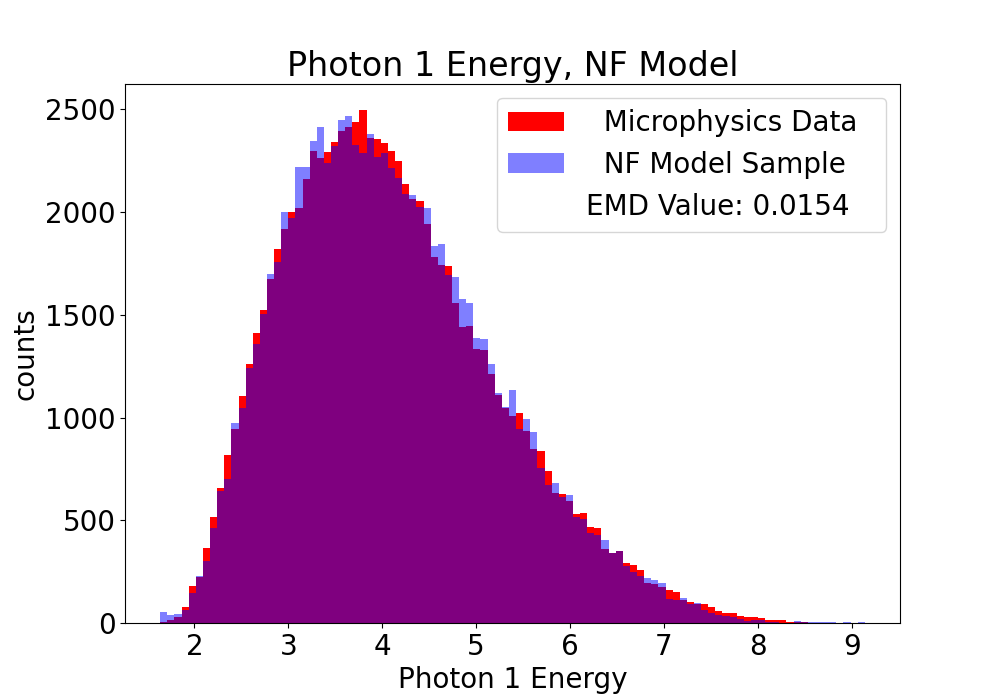 Photon 1 Energy, NF Model
Microphysics Data
NF Model Sample
EMD Value: 0.0154
counts
2500
2000
1500
1000
500
0
2 3 4 5 6 7 8 9
Photon 1 Energy